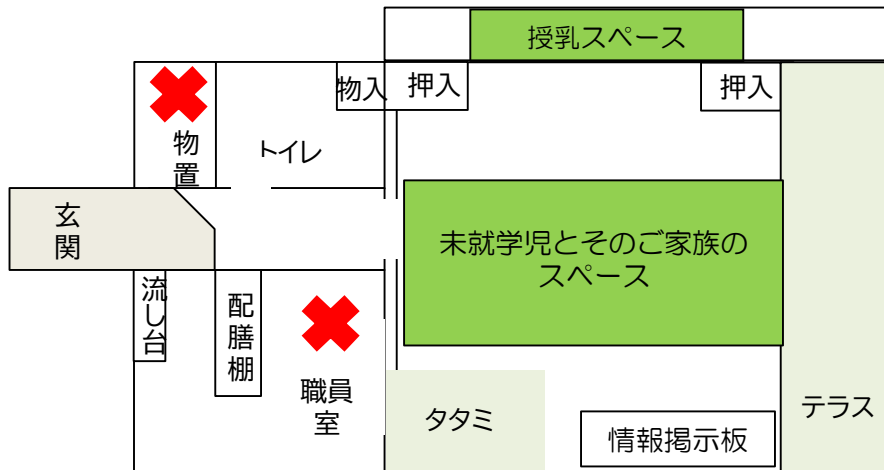 授乳スペース
物入
押入
押入
物置
トイレ
玄関
未就学児とそのご家族の
スペース
流し台
配膳棚
職員
室
タタミ
テラス
情報掲示板